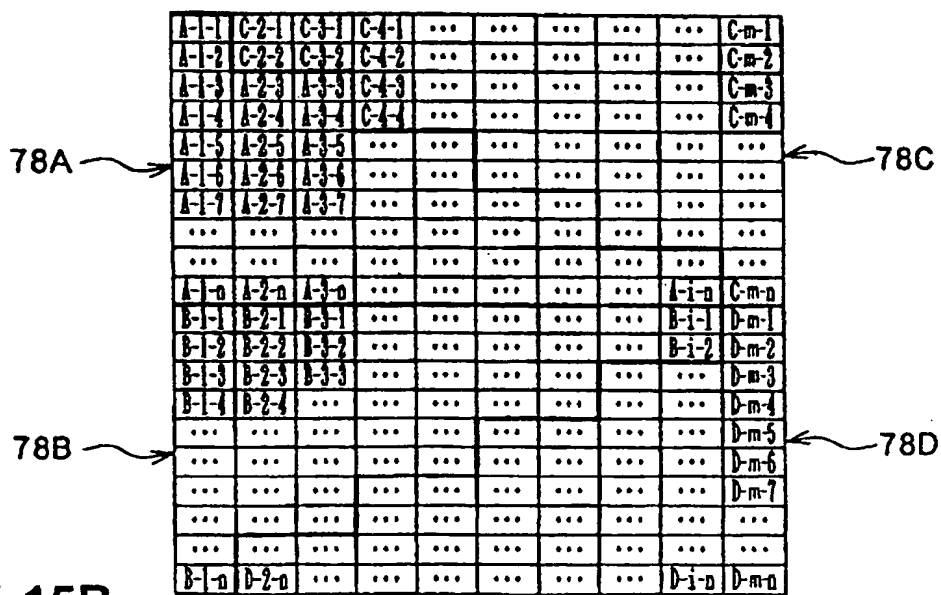 A-1-1 C-2-1 C-3-1 C-4-1 ... ... ... ... ... C-m-1
A-1-2 C-2-2 C-3-2 C-4-2 ... ... ... ... ... C-m-2
A-1-3 A-2-3 A-3-3 C-4-3 ... ... ... ... ... C-m-3
A-1-4 A-2-4 A-3-4 C-4-4 ... ... ... ... ... C-m-4
A-1-5 A-2-5 A-3-5 ... ... ... ... ... ... ...
78A 78C
A-1-6 A-2-6 A-3-6 ... ... ... ... ... ... ...
A-1-7 A-2-7 A-3-7 ... ... ... ... ... ... ...
... ... ... ... ... ... ... ... ... ...
... ... ... ... ... ... ... ... ... ...
A-1-n A-2-n A-3-n ... ... ... ... ... A-i-n C-m-n
B-1-1 B-2-1 B-3-1 ... ... ... ... ... B-i-1 D-m-1
B-1-2 B-2-2 B-3-2 ... ... ... ... ... B-i-2 D-m-2
B-1-3 B-2-3 B-3-3 ... ... ... ... ... ... D-m-3
B-1-4 B-2-4 ... ... ... ... ... ... ... D-m-4
... ... ... ... ... ... ... ... ... D-m-5
78B 78D
... ... ... ... ... ... ... ... ... D-m-6
... ... ... ... ... ... ... ... ... D-m-7
... ... ... ... ... ... ... ... ... ...
... ... ... ... ... ... ... ... ... ...
B-1-n D-2-n ... ... ... ... ... ... D-i-n D-m-n